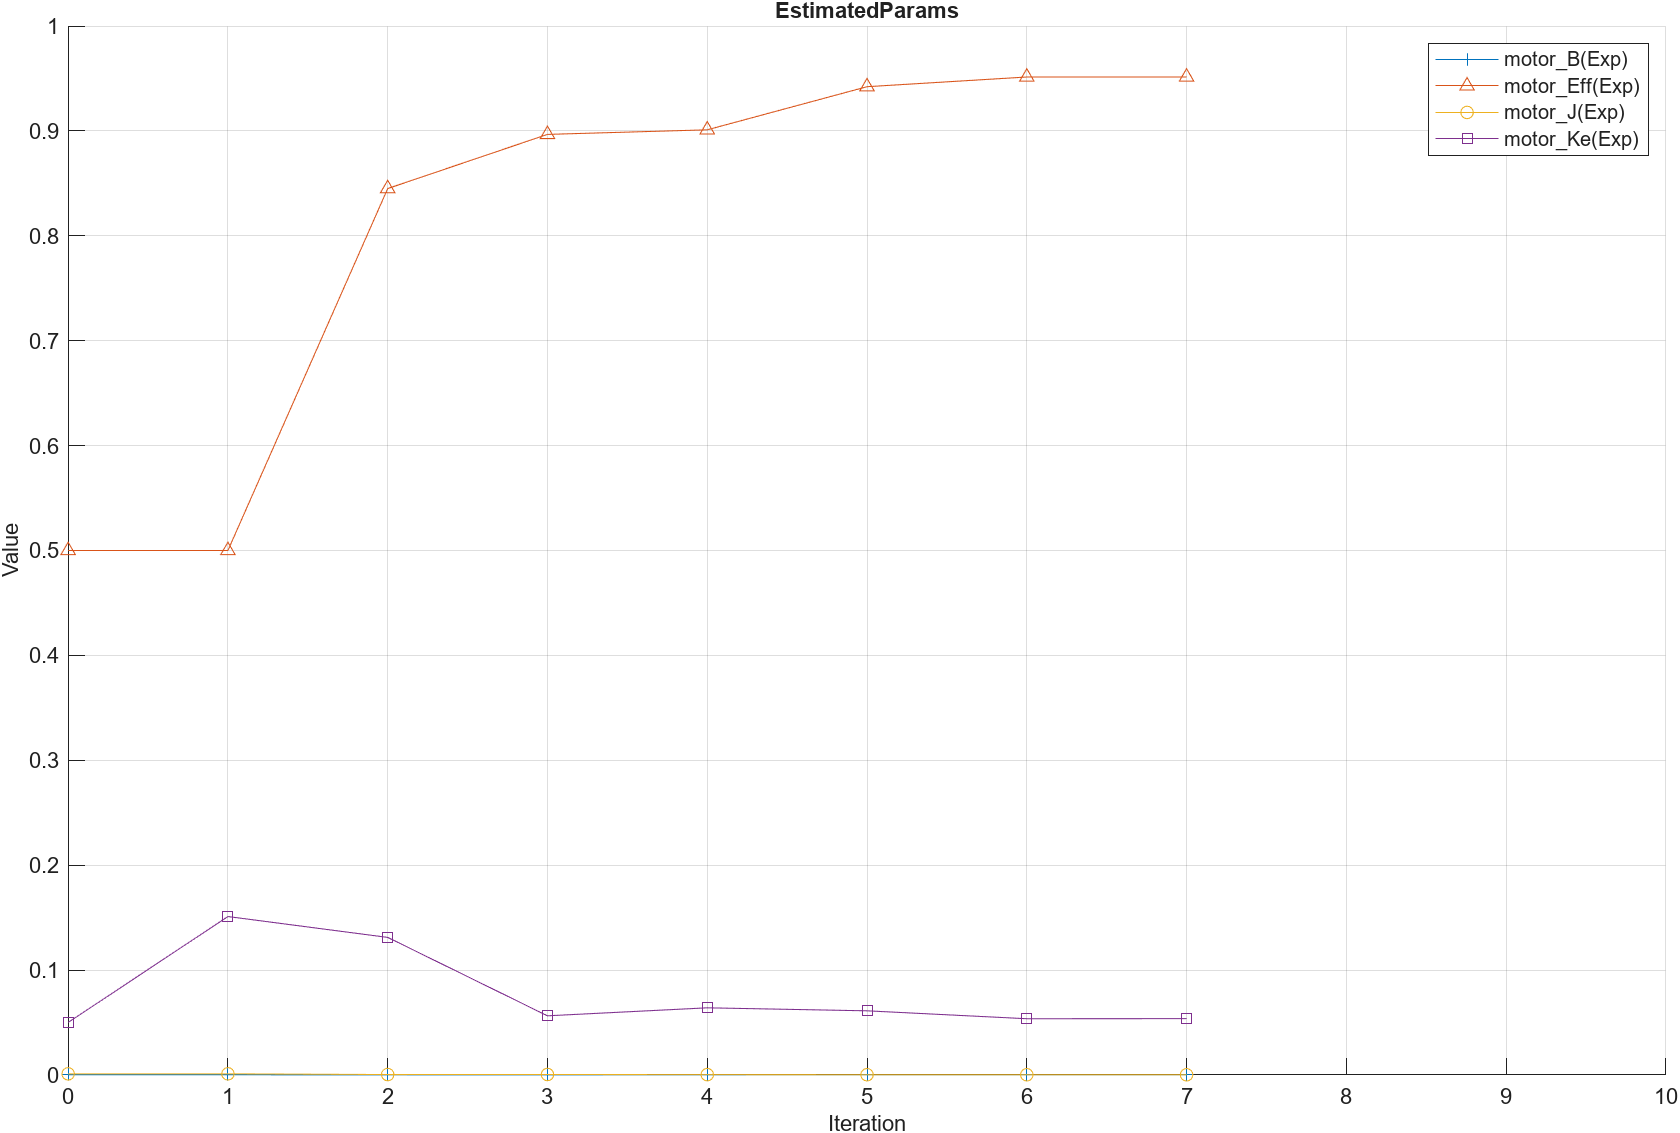 EstimatedParams
1
0.9
0.8
0.7
0.6
0.5
0.4
0.3
0.2
0.1
0
Value
motor_B(Exp)
motor_Eff(Exp)
motor_J(Exp)
motor_Ke(Exp)
0 1 2 3 4 5 6 7 8 9 10
Iteration